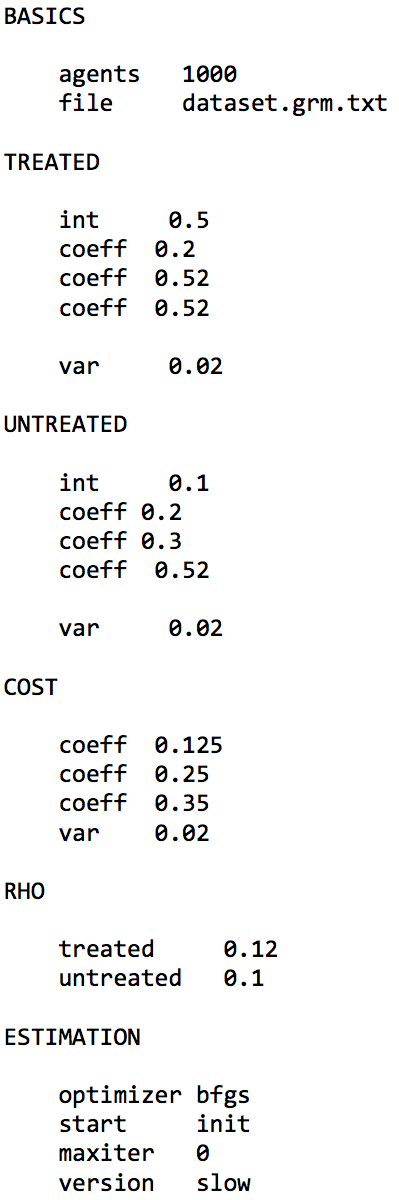 BASICS
agents 1000
file dataset.grm.txt
TREATED
int 0.5
coeff 0.2
coeff 0.52
coeff 0.52
var 0.02
UNTREATED
int 0.1
coeff 0.2
coeff 0.3
coeff 0.52
var 0.02
COST
coeff 0.125
coeff 0.25
coeff 0.35
var 0.02
RHO
treated 0.12
untreated 0.1
ESTIMATION
optimizer bfgs
start init
maxiter 0
version slow